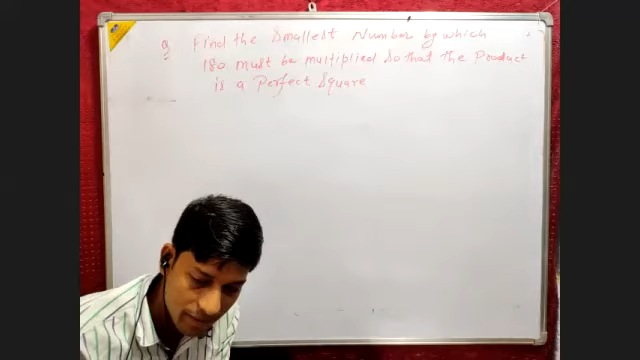 Q Find the Smallest Number by which
180 must be multiplied So that the Product
is a Perfect Square